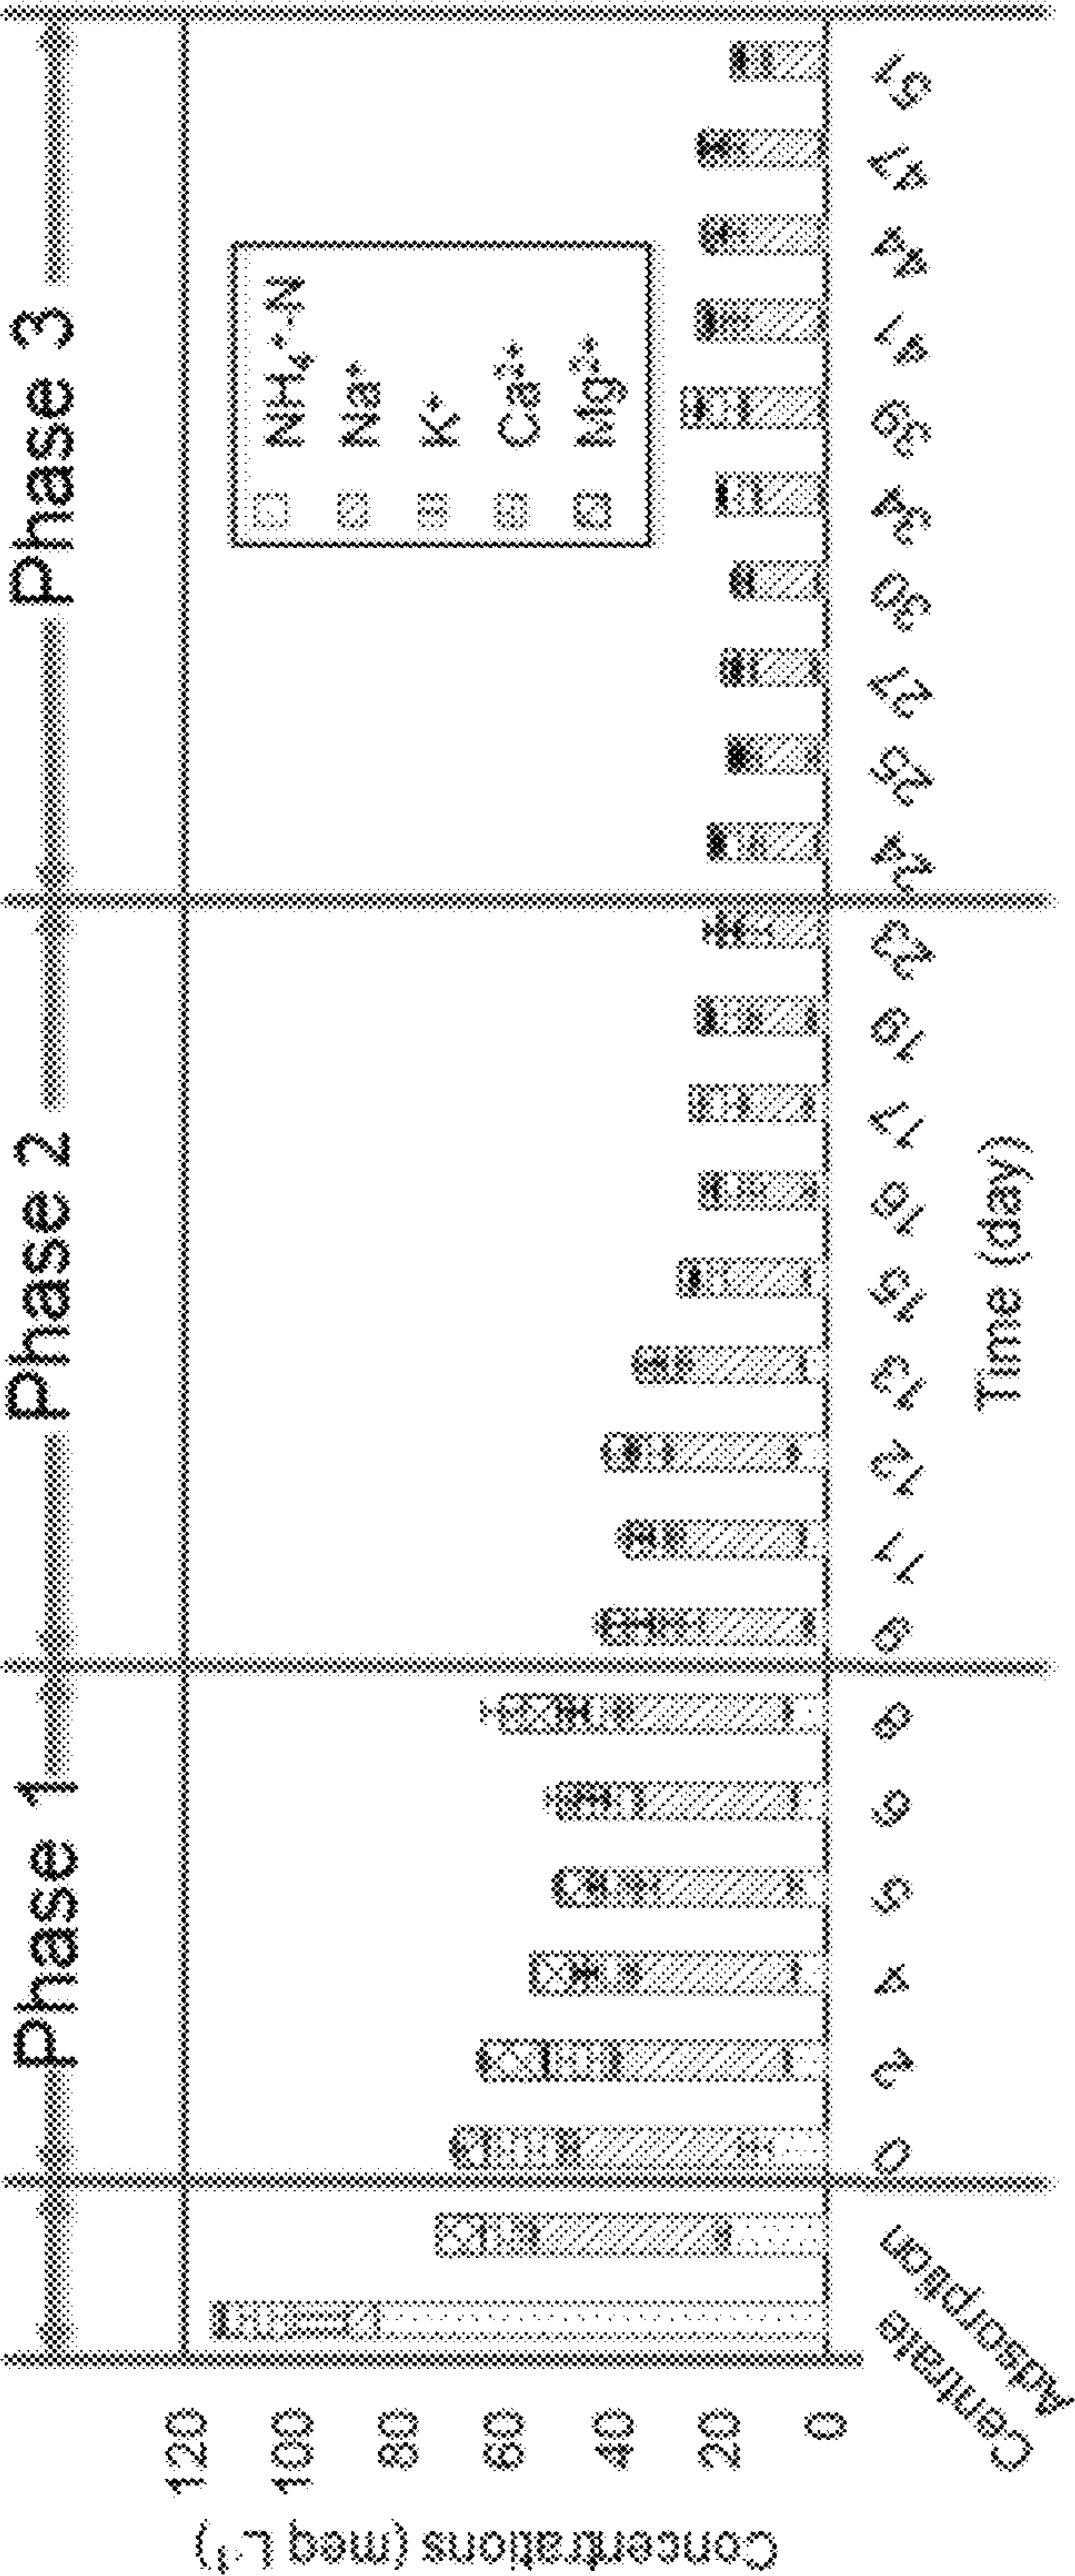 Phase 1 Phase 2 Phase 3
Concentrations (meq L⁻¹)
120
100
80
60
40
20
0
NH₄⁺-N
Na⁺
K⁺
Ca²⁺
Mg²⁺
Centrate Adsorption 0 2 4 5 6 8 9 11 12 13 15 16 17 19 23 24 25 27 30 34 39 41 44 47 51
Time (day)